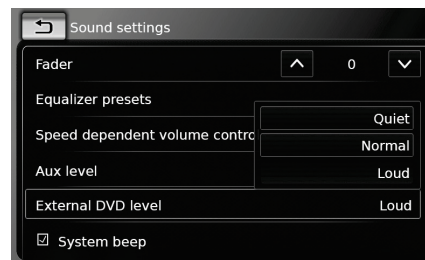 Sound settings
Fader 0
Equalizer presets
Quiet
Speed dependent volume contro
Normal
Aux level Loud
External DVD level Loud
System beep